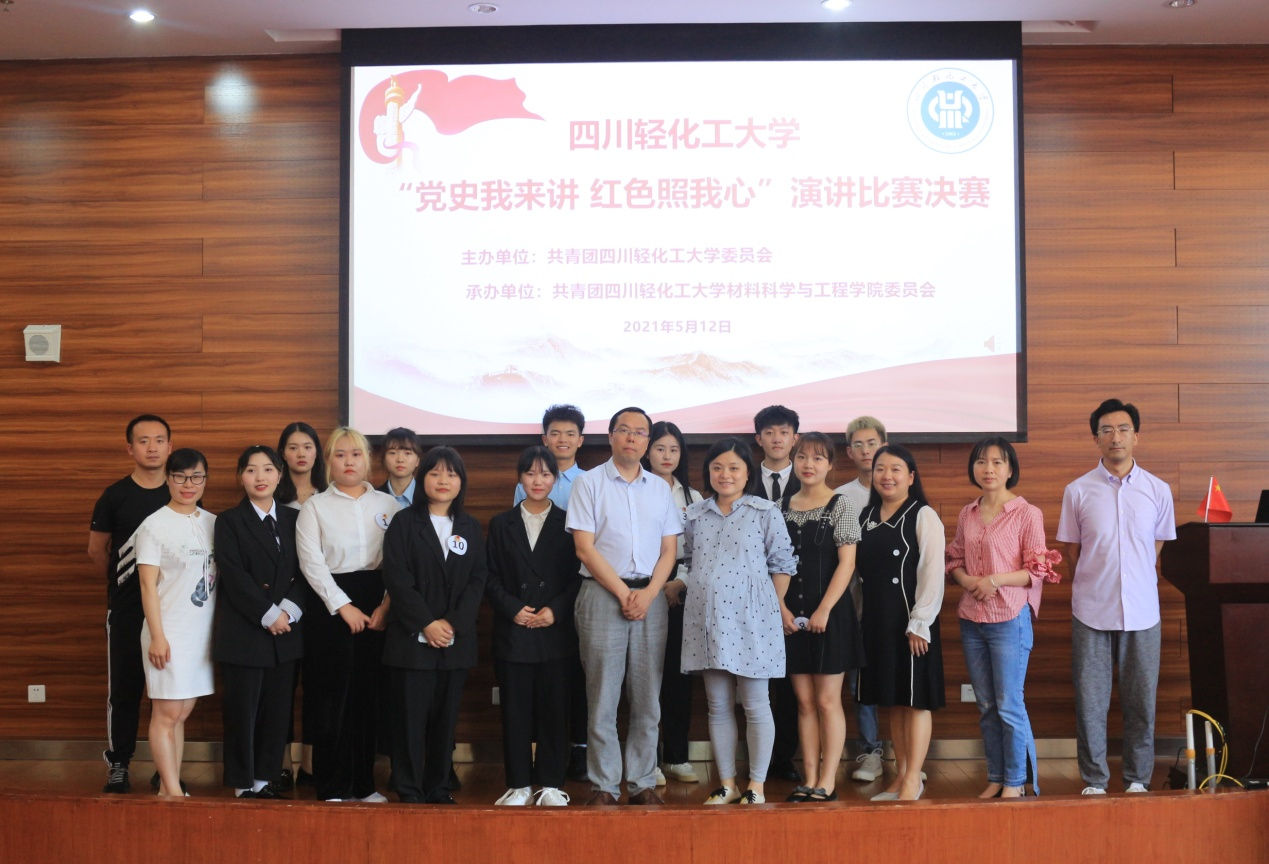 四川轻化工大学
“党史我来讲 红色照我心”演讲比赛决赛
主办单位：共青团四川轻化工大学委员会
承办单位：共青团四川轻化工大学材料科学与工程学院委员会
2021年5月12日
10